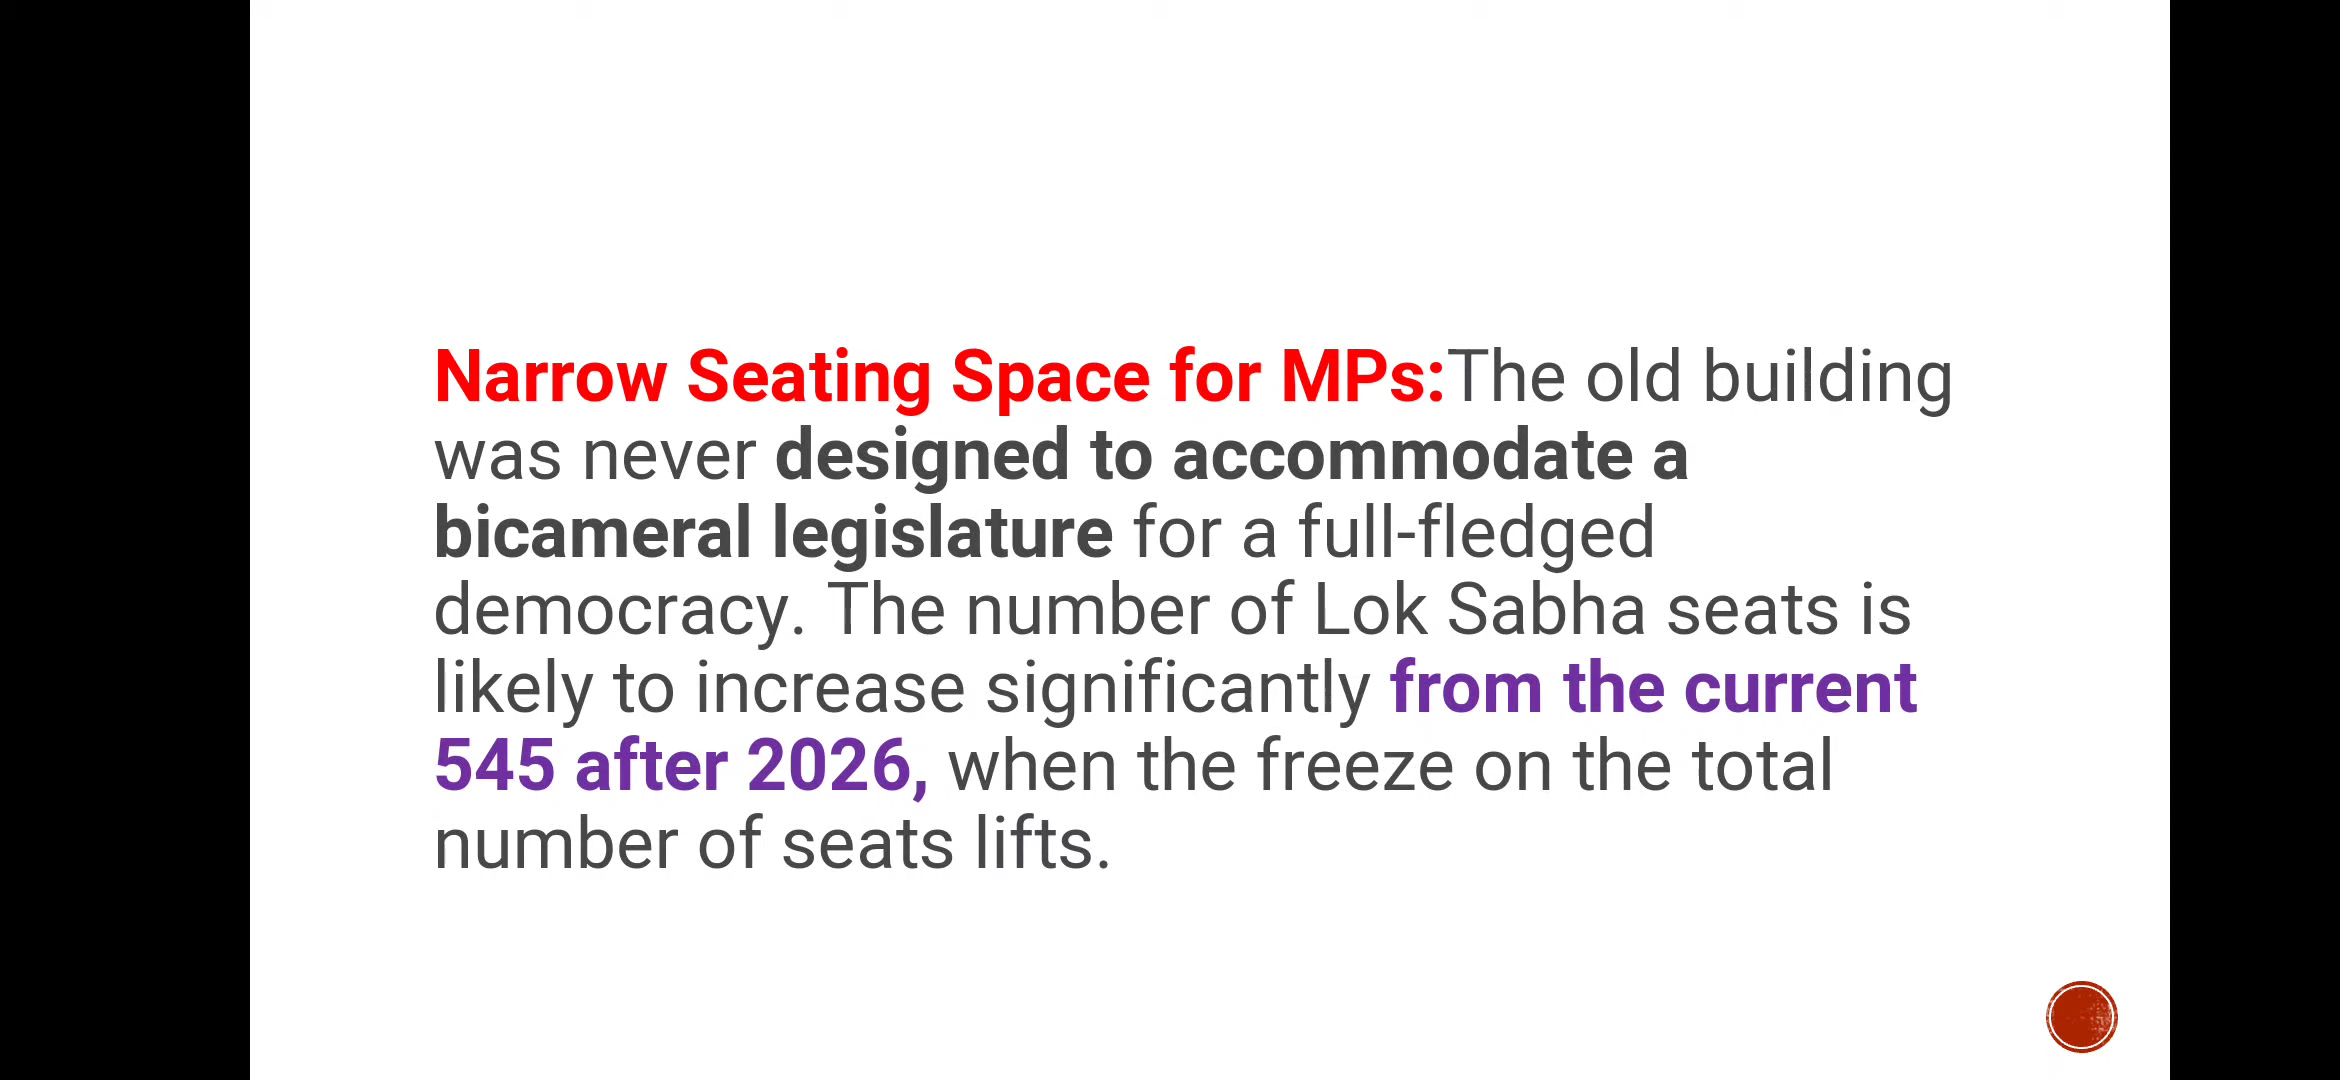 Narrow Seating Space for MPs:The old building
was never designed to accommodate a
bicameral legislature for a full-fledged
democracy. The number of Lok Sabha seats is
likely to increase significantly from the current
545 after 2026, when the freeze on the total
number of seats lifts.